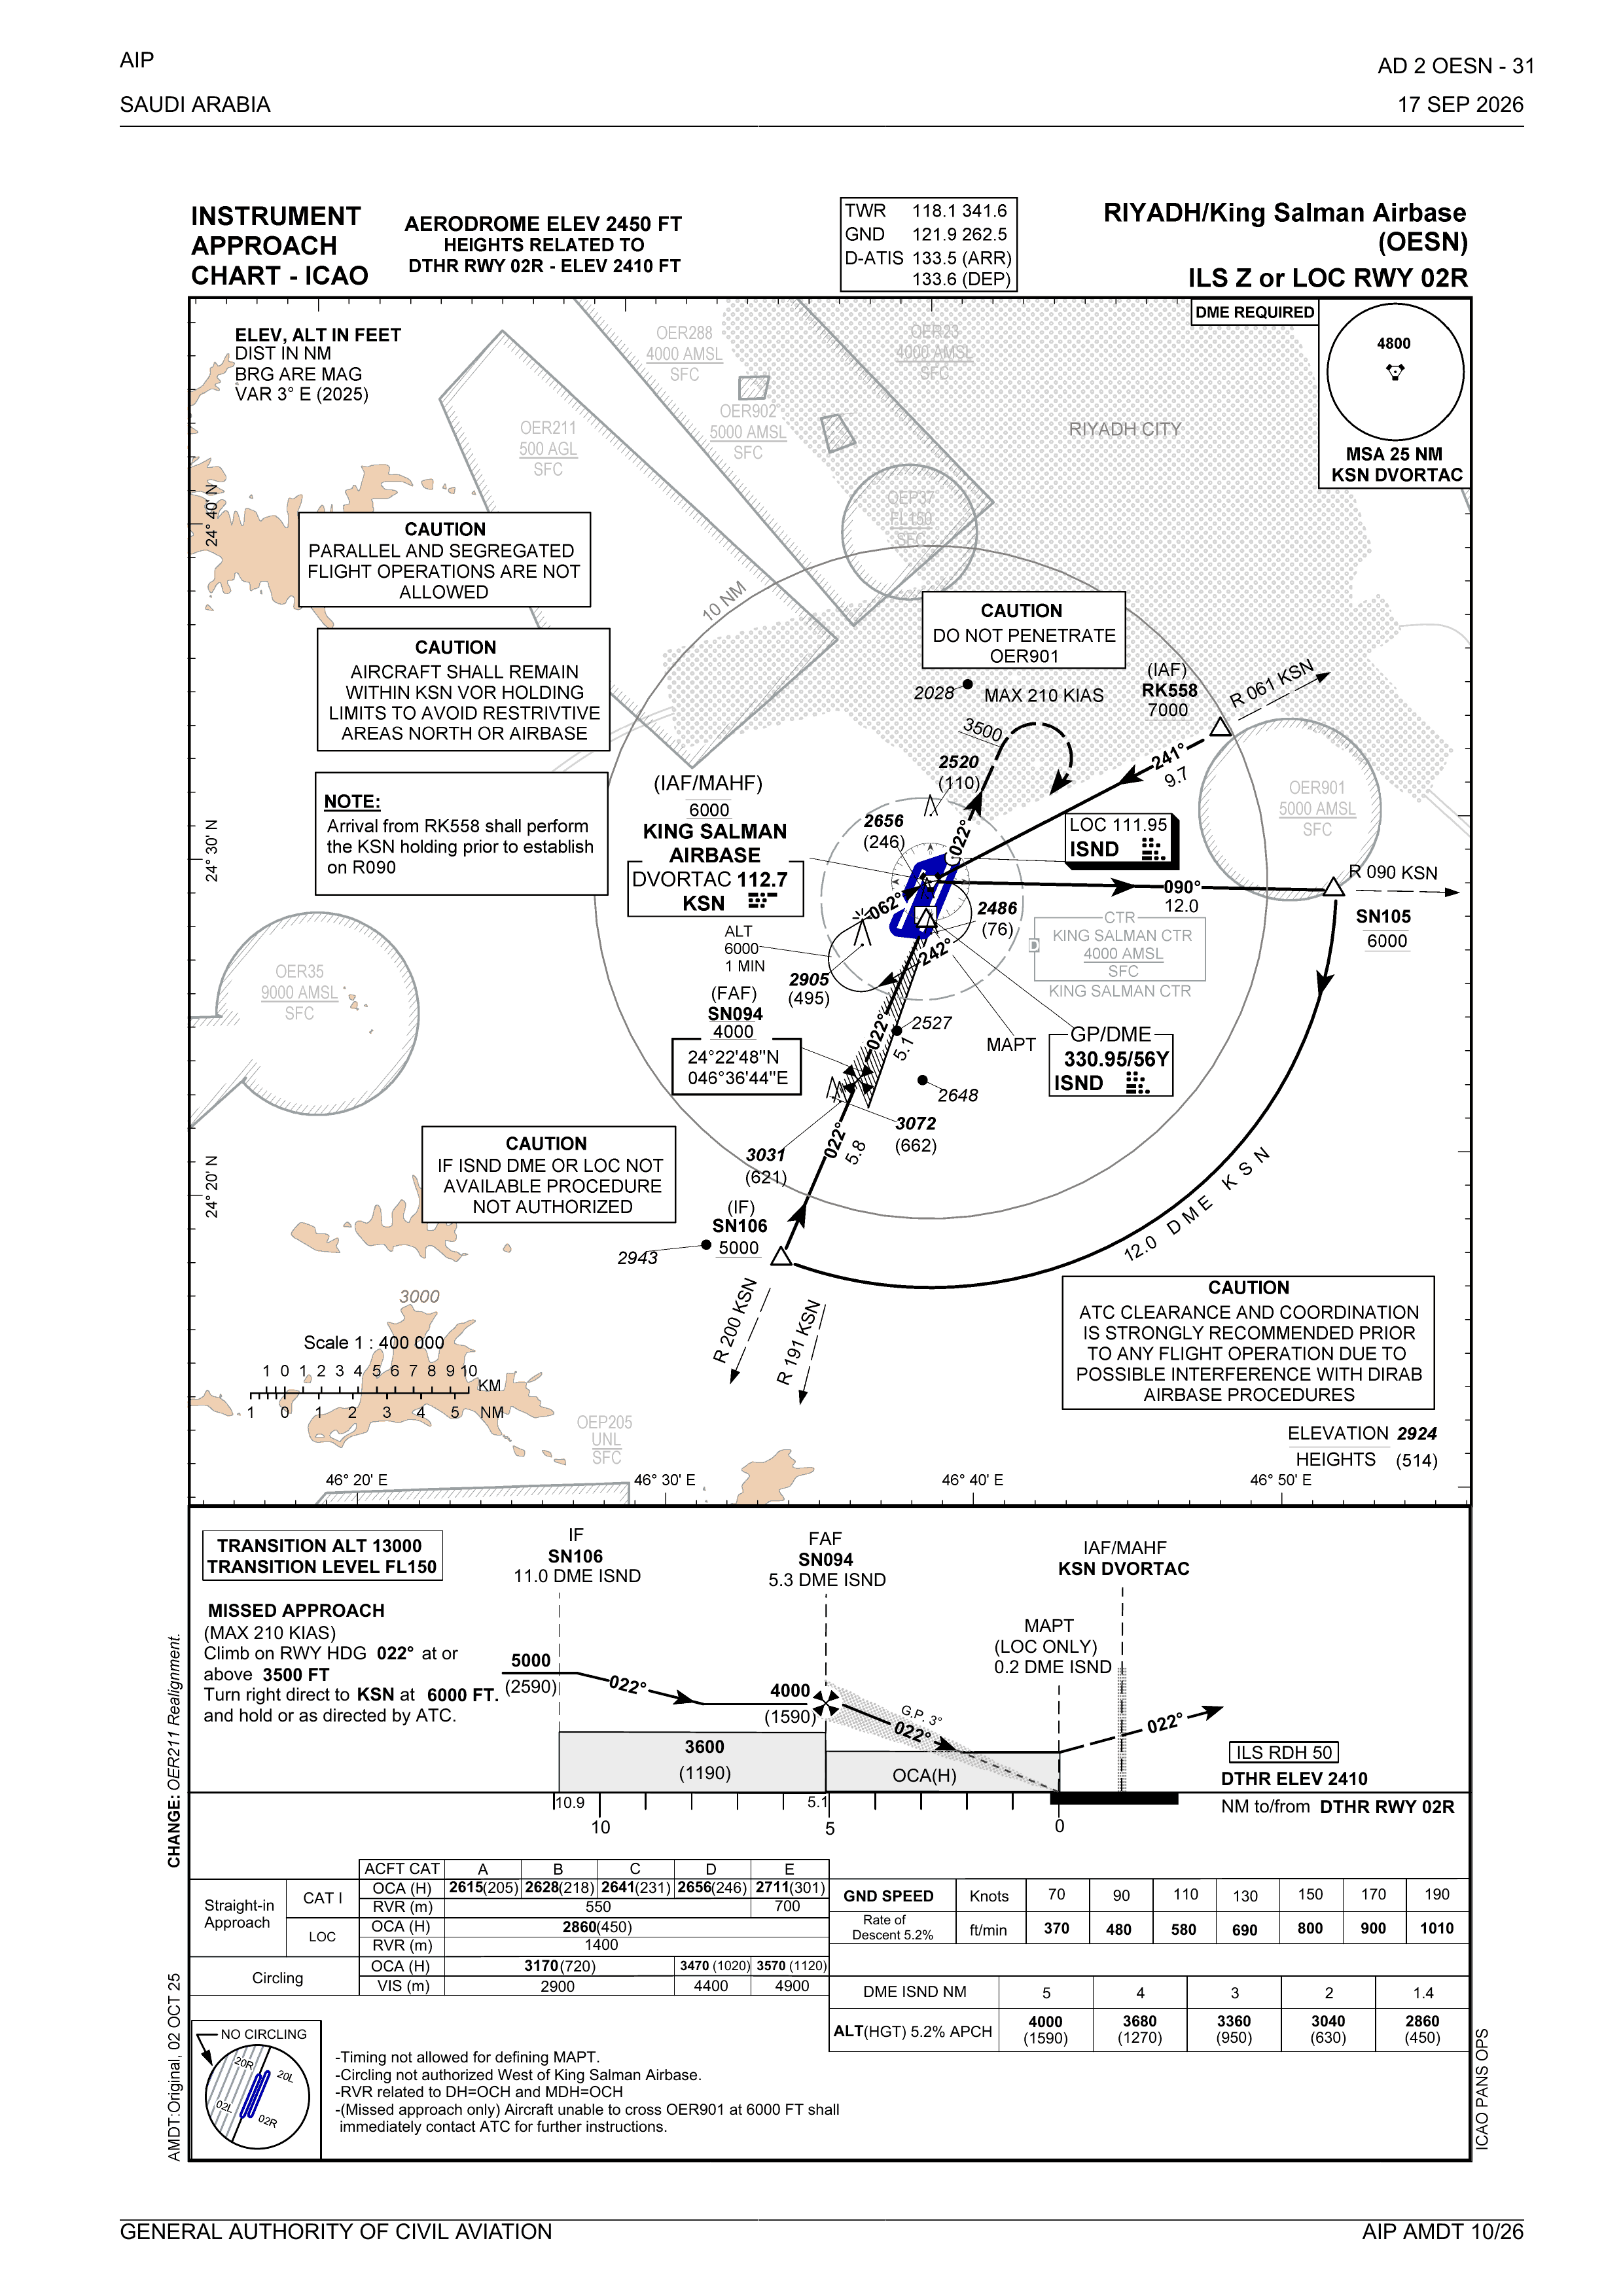 AIP
AD 2 OESN - 31
SAUDI ARABIA
17 SEP 2026
INSTRUMENT
APPROACH
CHART - ICAO
AERODROME ELEV 2450 FT
HEIGHTS RELATED TO
DTHR RWY 02R - ELEV 2410 FT
TWR 118.1 341.6
GND 121.9 262.5
D-ATIS 133.5 (ARR)
133.6 (DEP)
RIYADH/King Salman Airbase
(OESN)
ILS Z or LOC RWY 02R
ELEV, ALT IN FEET
DIST IN NM
BRG ARE MAG
VAR 3° E (2025)
OER288
4000 AMSL
SFC
OER23
4000 AMSL
SFC
DME REQUIRED
4800
MSA 25 NM
KSN DVORTAC
OER902
5000 AMSL
SFC
OER211
500 AGL
SFC
RIYADH CITY
OEP37
FL150
SFC
24° 40' N
CAUTION
PARALLEL AND SEGREGATED
FLIGHT OPERATIONS ARE NOT
ALLOWED
10 NM
CAUTION
DO NOT PENETRATE
OER901
CAUTION
AIRCRAFT SHALL REMAIN
WITHIN KSN VOR HOLDING
LIMITS TO AVOID RESTRIVTIVE
AREAS NORTH OR AIRBASE
2028
MAX 210 KIAS
(IAF)
RK558
7000
R 061 KSN
3500
241°
9.7
2520
(110)
NOTE:
Arrival from RK558 shall perform
the KSN holding prior to establish
on R090
(IAF/MAHF)
6000
KING SALMAN
AIRBASE
DVORTAC 112.7
KSN
2656
(246)
022°
LOC 111.95
ISND
OER901
5000 AMSL
SFC
24° 30' N
R 090 KSN
090°
12.0
SN105
6000
062°
2486
(76)
242°
CTR
D
KING SALMAN CTR
4000 AMSL
SFC
KING SALMAN CTR
ALT
6000
1 MIN
2905
(495)
OER35
9000 AMSL
SFC
(FAF)
SN094
4000
24°22'48"N
046°36'44"E
022°
5.1
2527
MAPT
GP/DME
330.95/56Y
ISND
2648
3072
(662)
3031
(621)
022°
5.8
CAUTION
IF ISND DME OR LOC NOT
AVAILABLE PROCEDURE
NOT AUTHORIZED
24° 20' N
(IF)
SN106
5000
2943
12.0 DME KSN
R 200 KSN
R 191 KSN
CAUTION
ATC CLEARANCE AND COORDINATION
IS STRONGLY RECOMMENDED PRIOR
TO ANY FLIGHT OPERATION DUE TO
POSSIBLE INTERFERENCE WITH DIRAB
AIRBASE PROCEDURES
3000
Scale 1 : 400 000
1 0 1 2 3 4 5 6 7 8 9 10
KM
1 0 1 2 3 4 5 NM
OEP205
UNL
SFC
ELEVATION 2924
HEIGHTS (514)
46° 20' E
46° 30' E
46° 40' E
46° 50' E
TRANSITION ALT 13000
TRANSITION LEVEL FL150
IF
SN106
11.0 DME ISND
FAF
SN094
5.3 DME ISND
IAF/MAHF
KSN DVORTAC
MISSED APPROACH
(MAX 210 KIAS)
Climb on RWY HDG 022° at or
above 3500 FT
Turn right direct to KSN at 6000 FT.
and hold or as directed by ATC.
MAPT
(LOC ONLY)
0.2 DME ISND
5000
(2590)
022°
4000
(1590)
G.P. 3°
022°
022°
3600
(1190)
OCA(H)
ILS RDH 50
DTHR ELEV 2410
NM to/from DTHR RWY 02R
10.9
5.1
10
5
0
CHANGE: OER211 Realignment.
ACFT CAT A B C D E
Straight-in
Approach
CAT I
OCA (H) 2615(205) 2628(218) 2641(231) 2656(246) 2711(301)
RVR (m) 550 700
LOC
OCA (H) 2860(450)
RVR (m) 1400
Circling
OCA (H) 3170(720) 3470 (1020) 3570 (1120)
VIS (m) 2900 4400 4900
GND SPEED Knots 70 90 110 130 150 170 190
Rate of
Descent 5.2%
ft/min 370 480 580 690 800 900 1010
DME ISND NM 5 4 3 2 1.4
ALT(HGT) 5.2% APCH
4000 3680 3360 3040 2860
(1590) (1270) (950) (630) (450)
AMDT:Original, 02 OCT 25
NO CIRCLING
20R
20L
02L
02R
-Timing not allowed for defining MAPT.
-Circling not authorized West of King Salman Airbase.
-RVR related to DH=OCH and MDH=OCH
-(Missed approach only) Aircraft unable to cross OER901 at 6000 FT shall
immediately contact ATC for further instructions.
ICAO PANS OPS
GENERAL AUTHORITY OF CIVIL AVIATION
AIP AMDT 10/26